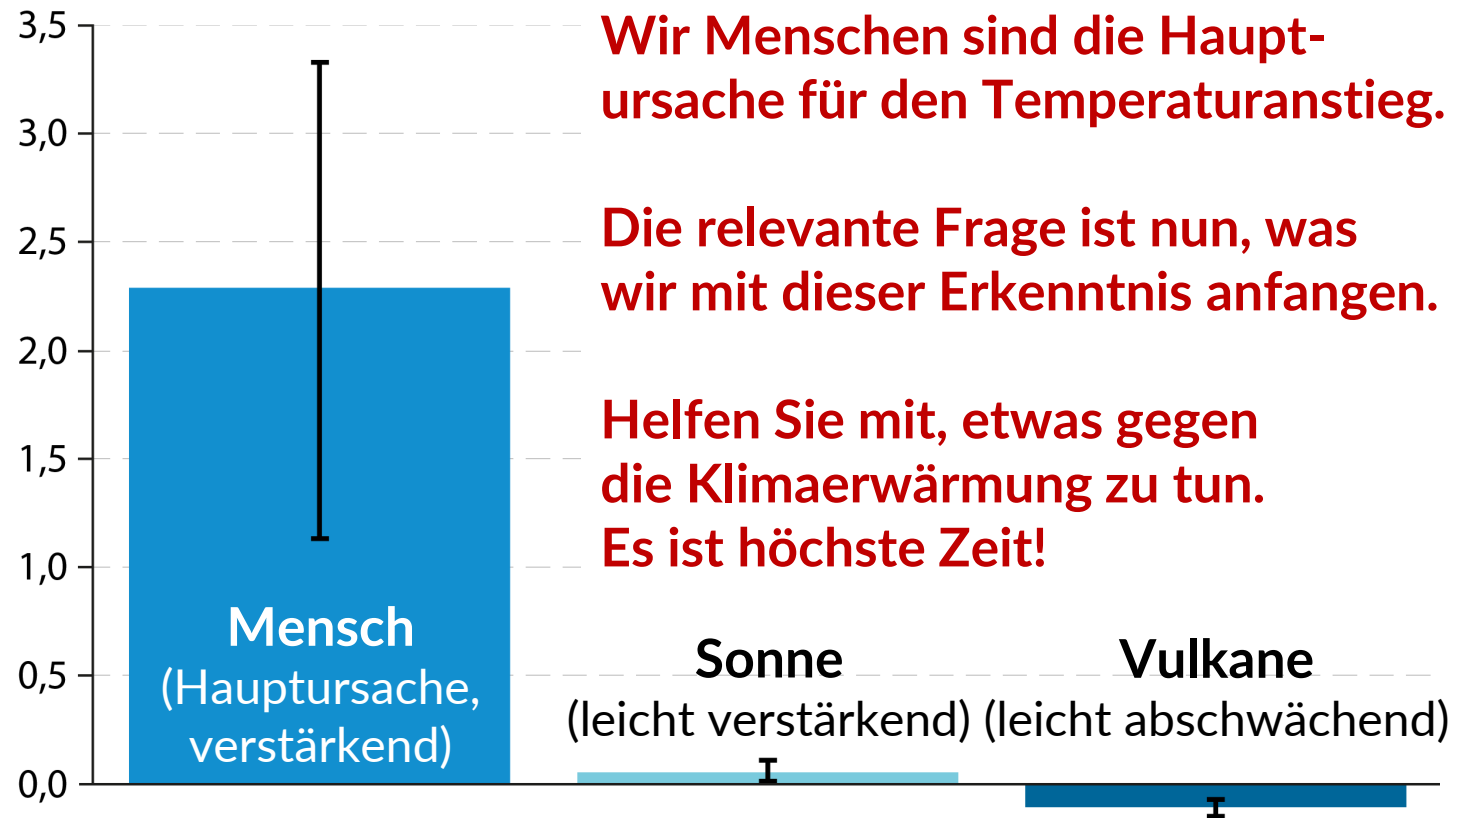 3,5
3,0
2,5
2,0
1,5
1,0
0,5
0,0
Wir Menschen sind die Haupt-
ursache für den Temperaturanstieg.
Die relevante Frage ist nun, was
wir mit dieser Erkenntnis anfangen.
Helfen Sie mit, etwas gegen
die Klimaerwärmung zu tun.
Es ist höchste Zeit!
Mensch
(Hauptursache,
verstärkend)
Sonne
(leicht verstärkend)
Vulkane
(leicht abschwächend)